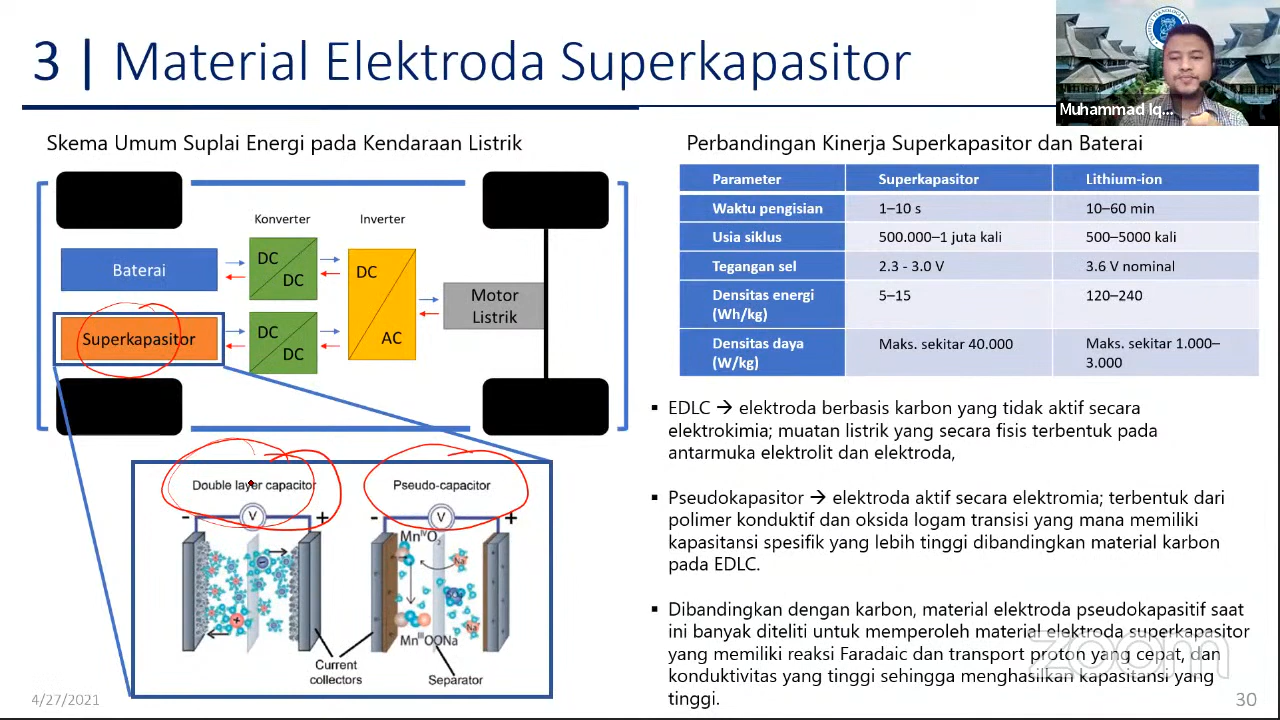 3 | Material Elektroda Superkapasitor
Muhammad Iq...
Skema Umum Suplai Energi pada Kendaraan Listrik
Konverter
Inverter
Baterai
DC
DC
DC
AC
Superkapasitor
DC
DC
Motor
Listrik
Double layer capacitor
Pseudo-capacitor
- V +
- V +
MnIVO2
Na+
Na+
MnIIIOONa
Current
collectors
Separator
Perbandingan Kinerja Superkapasitor dan Baterai
Parameter Superkapasitor Lithium-ion
Waktu pengisian 1–10 s 10–60 min
Usia siklus 500.000–1 juta kali 500–5000 kali
Tegangan sel 2.3 - 3.0 V 3.6 V nominal
Densitas energi (Wh/kg) 5–15 120–240
Densitas daya (W/kg) Maks. sekitar 40.000 Maks. sekitar 1.000–3.000
▪ EDLC → elektroda berbasis karbon yang tidak aktif secara
elektrokimia; muatan listrik yang secara fisis terbentuk pada
antarmuka elektrolit dan elektroda,
▪ Pseudokapasitor → elektroda aktif secara elektromia; terbentuk dari
polimer konduktif dan oksida logam transisi yang mana memiliki
kapasitansi spesifik yang lebih tinggi dibandingkan material karbon
pada EDLC.
▪ Dibandingkan dengan karbon, material elektroda pseudokapasitif saat
ini banyak diteliti untuk memperoleh material elektroda superkapasitor
yang memiliki reaksi Faradaic dan transport proton yang cepat, dan
konduktivitas yang tinggi sehingga menghasilkan kapasitansi yang
tinggi.
zoom
4/27/2021
30